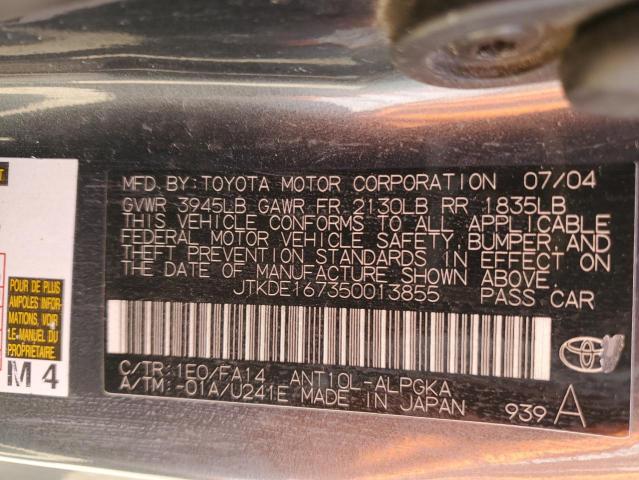 MFD.BY:TOYOTA MOTOR CORPORATION 07/04
GVWR 3945LB GAWR FR 2130LB RR 1835LB
THIS VEHICLE CONFORMS TO ALL APPLICABLE
FEDERAL MOTOR VEHICLE SAFETY, BUMPER, AND
THEFT PREVENTION STANDARDS IN EFFECT ON
THE DATE OF MANUFACTURE SHOWN ABOVE.
JTKDE167350013855 PASS CAR
C/TR:1E0/FA14 ANT10L-ALPGKA
A/TM:-01A/U241E MADE IN JAPAN
939 A
POUR DE PLUS
AMPLES INFOR-
MATIONS, VOIR
LE MANUEL DU
PROPRIETAIRE.
M 4